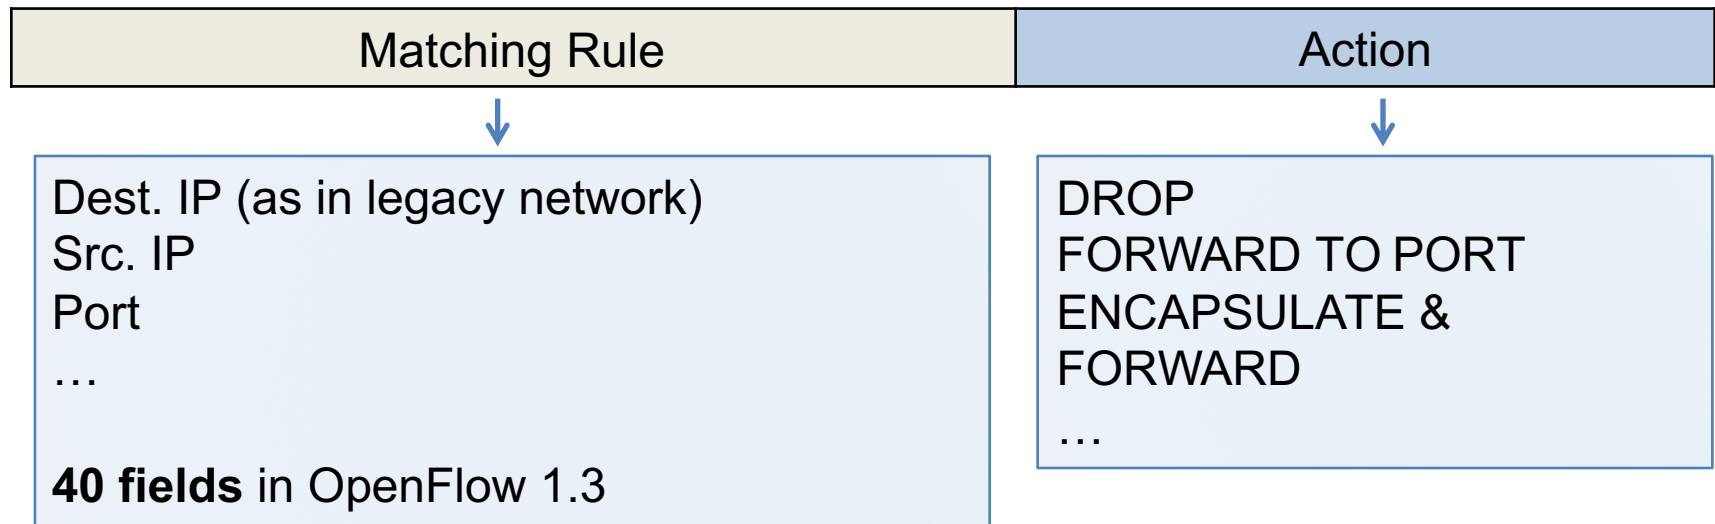 Matching Rule
Action
Dest. IP (as in legacy network)
Src. IP
Port
…
40 fields in OpenFlow 1.3
DROP
FORWARD TO PORT
ENCAPSULATE &
FORWARD
…